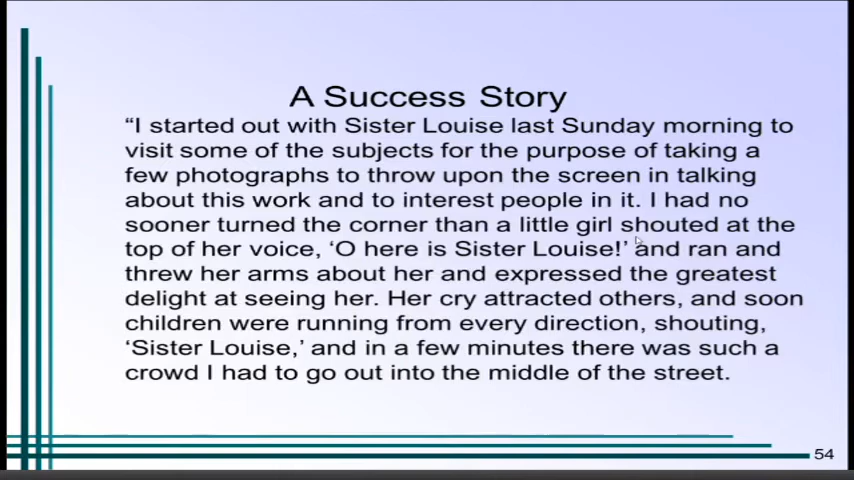 A Success Story
“I started out with Sister Louise last Sunday morning to
visit some of the subjects for the purpose of taking a
few photographs to throw upon the screen in talking
about this work and to interest people in it. I had no
sooner turned the corner than a little girl shouted at the
top of her voice, ‘O here is Sister Louise!’ and ran and
threw her arms about her and expressed the greatest
delight at seeing her. Her cry attracted others, and soon
children were running from every direction, shouting,
‘Sister Louise,’ and in a few minutes there was such a
crowd I had to go out into the middle of the street.
54